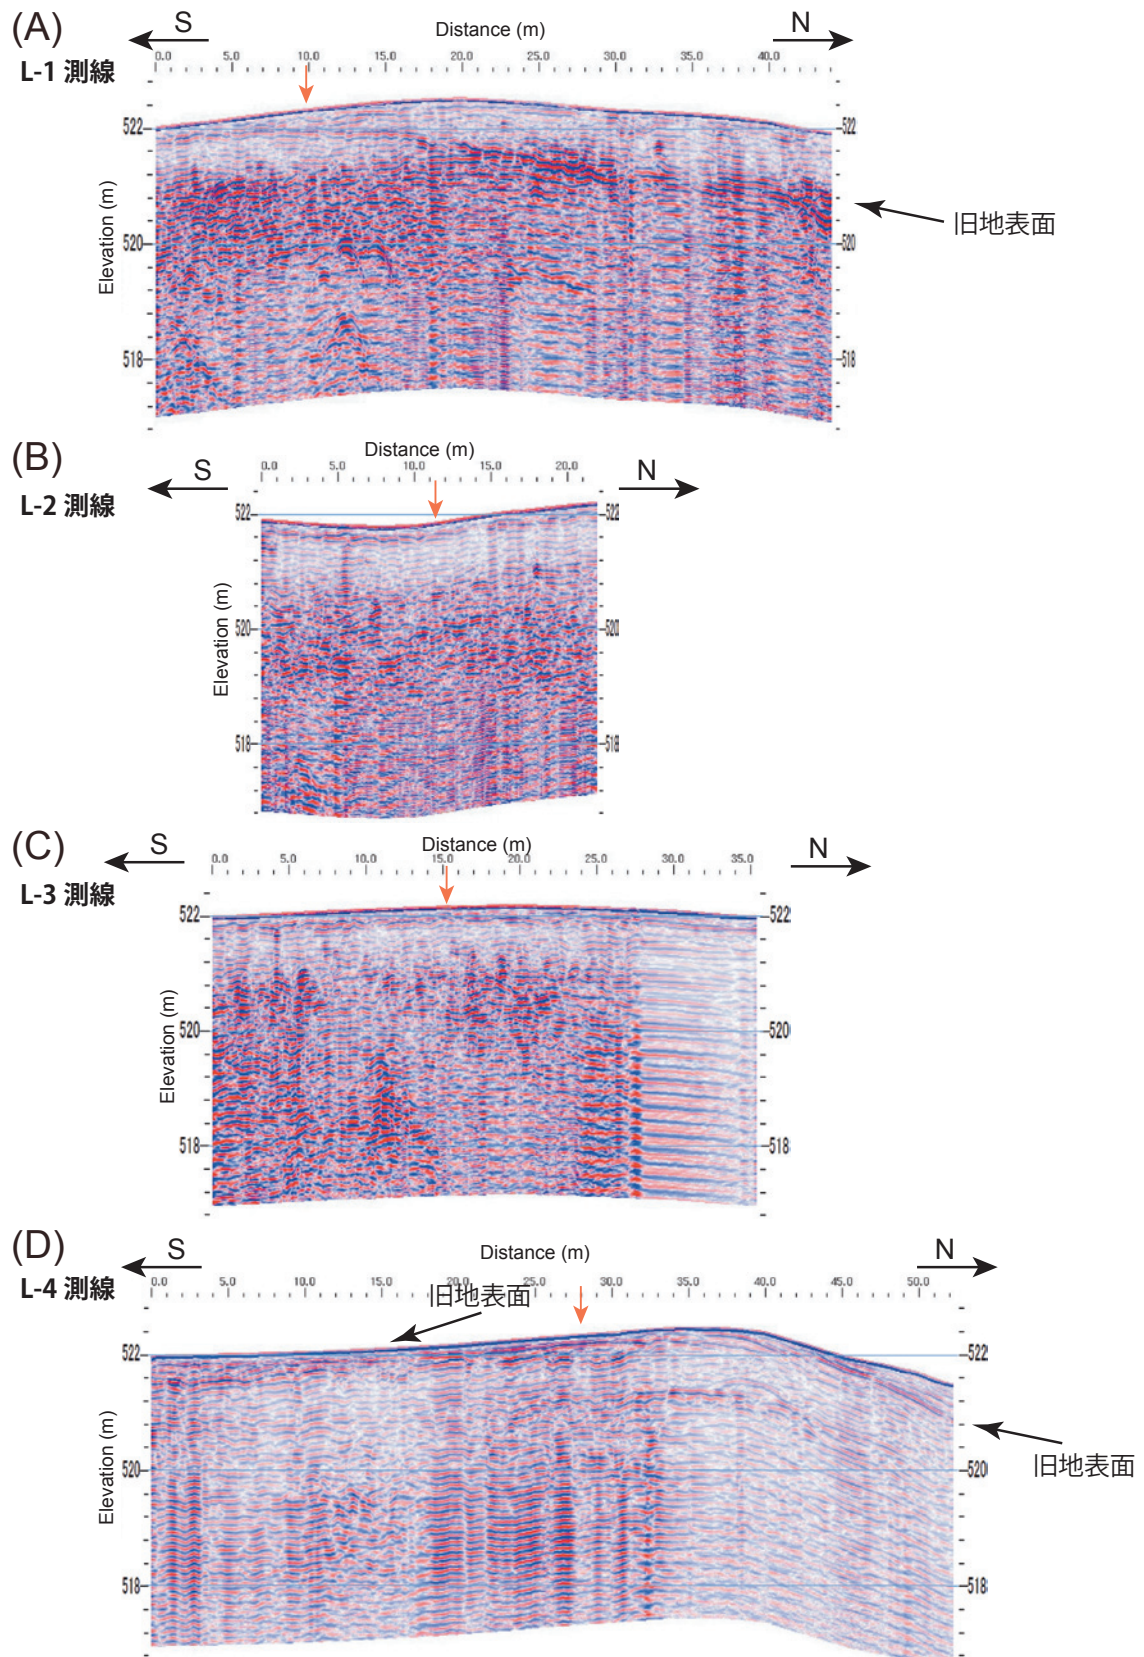 (A)
S Distance (m) N
L-1 測線
0.0 5.0 10.0 15.0 20.0 25.0 30.0 35.0 40.0
522 522
旧地表面
Elevation (m)
520 520
518 518
(B)
Distance (m)
S N
L-2 測線
0.0 5.0 10.0 15.0 20.0
522 522
Elevation (m)
520 520
518 518
(C)
S Distance (m) N
0.0 5.0 10.0 15.0 20.0 25.0 30.0 35.0
L-3 測線
522 522
Elevation (m)
520 520
518 518
(D)
S Distance (m) N
L-4 測線
0.0 5.0 10.0 15.0 20.0 25.0 30.0 35.0 40.0 45.0 50.0
旧地表面
522 522
Elevation (m)
520 520
旧地表面
518 518